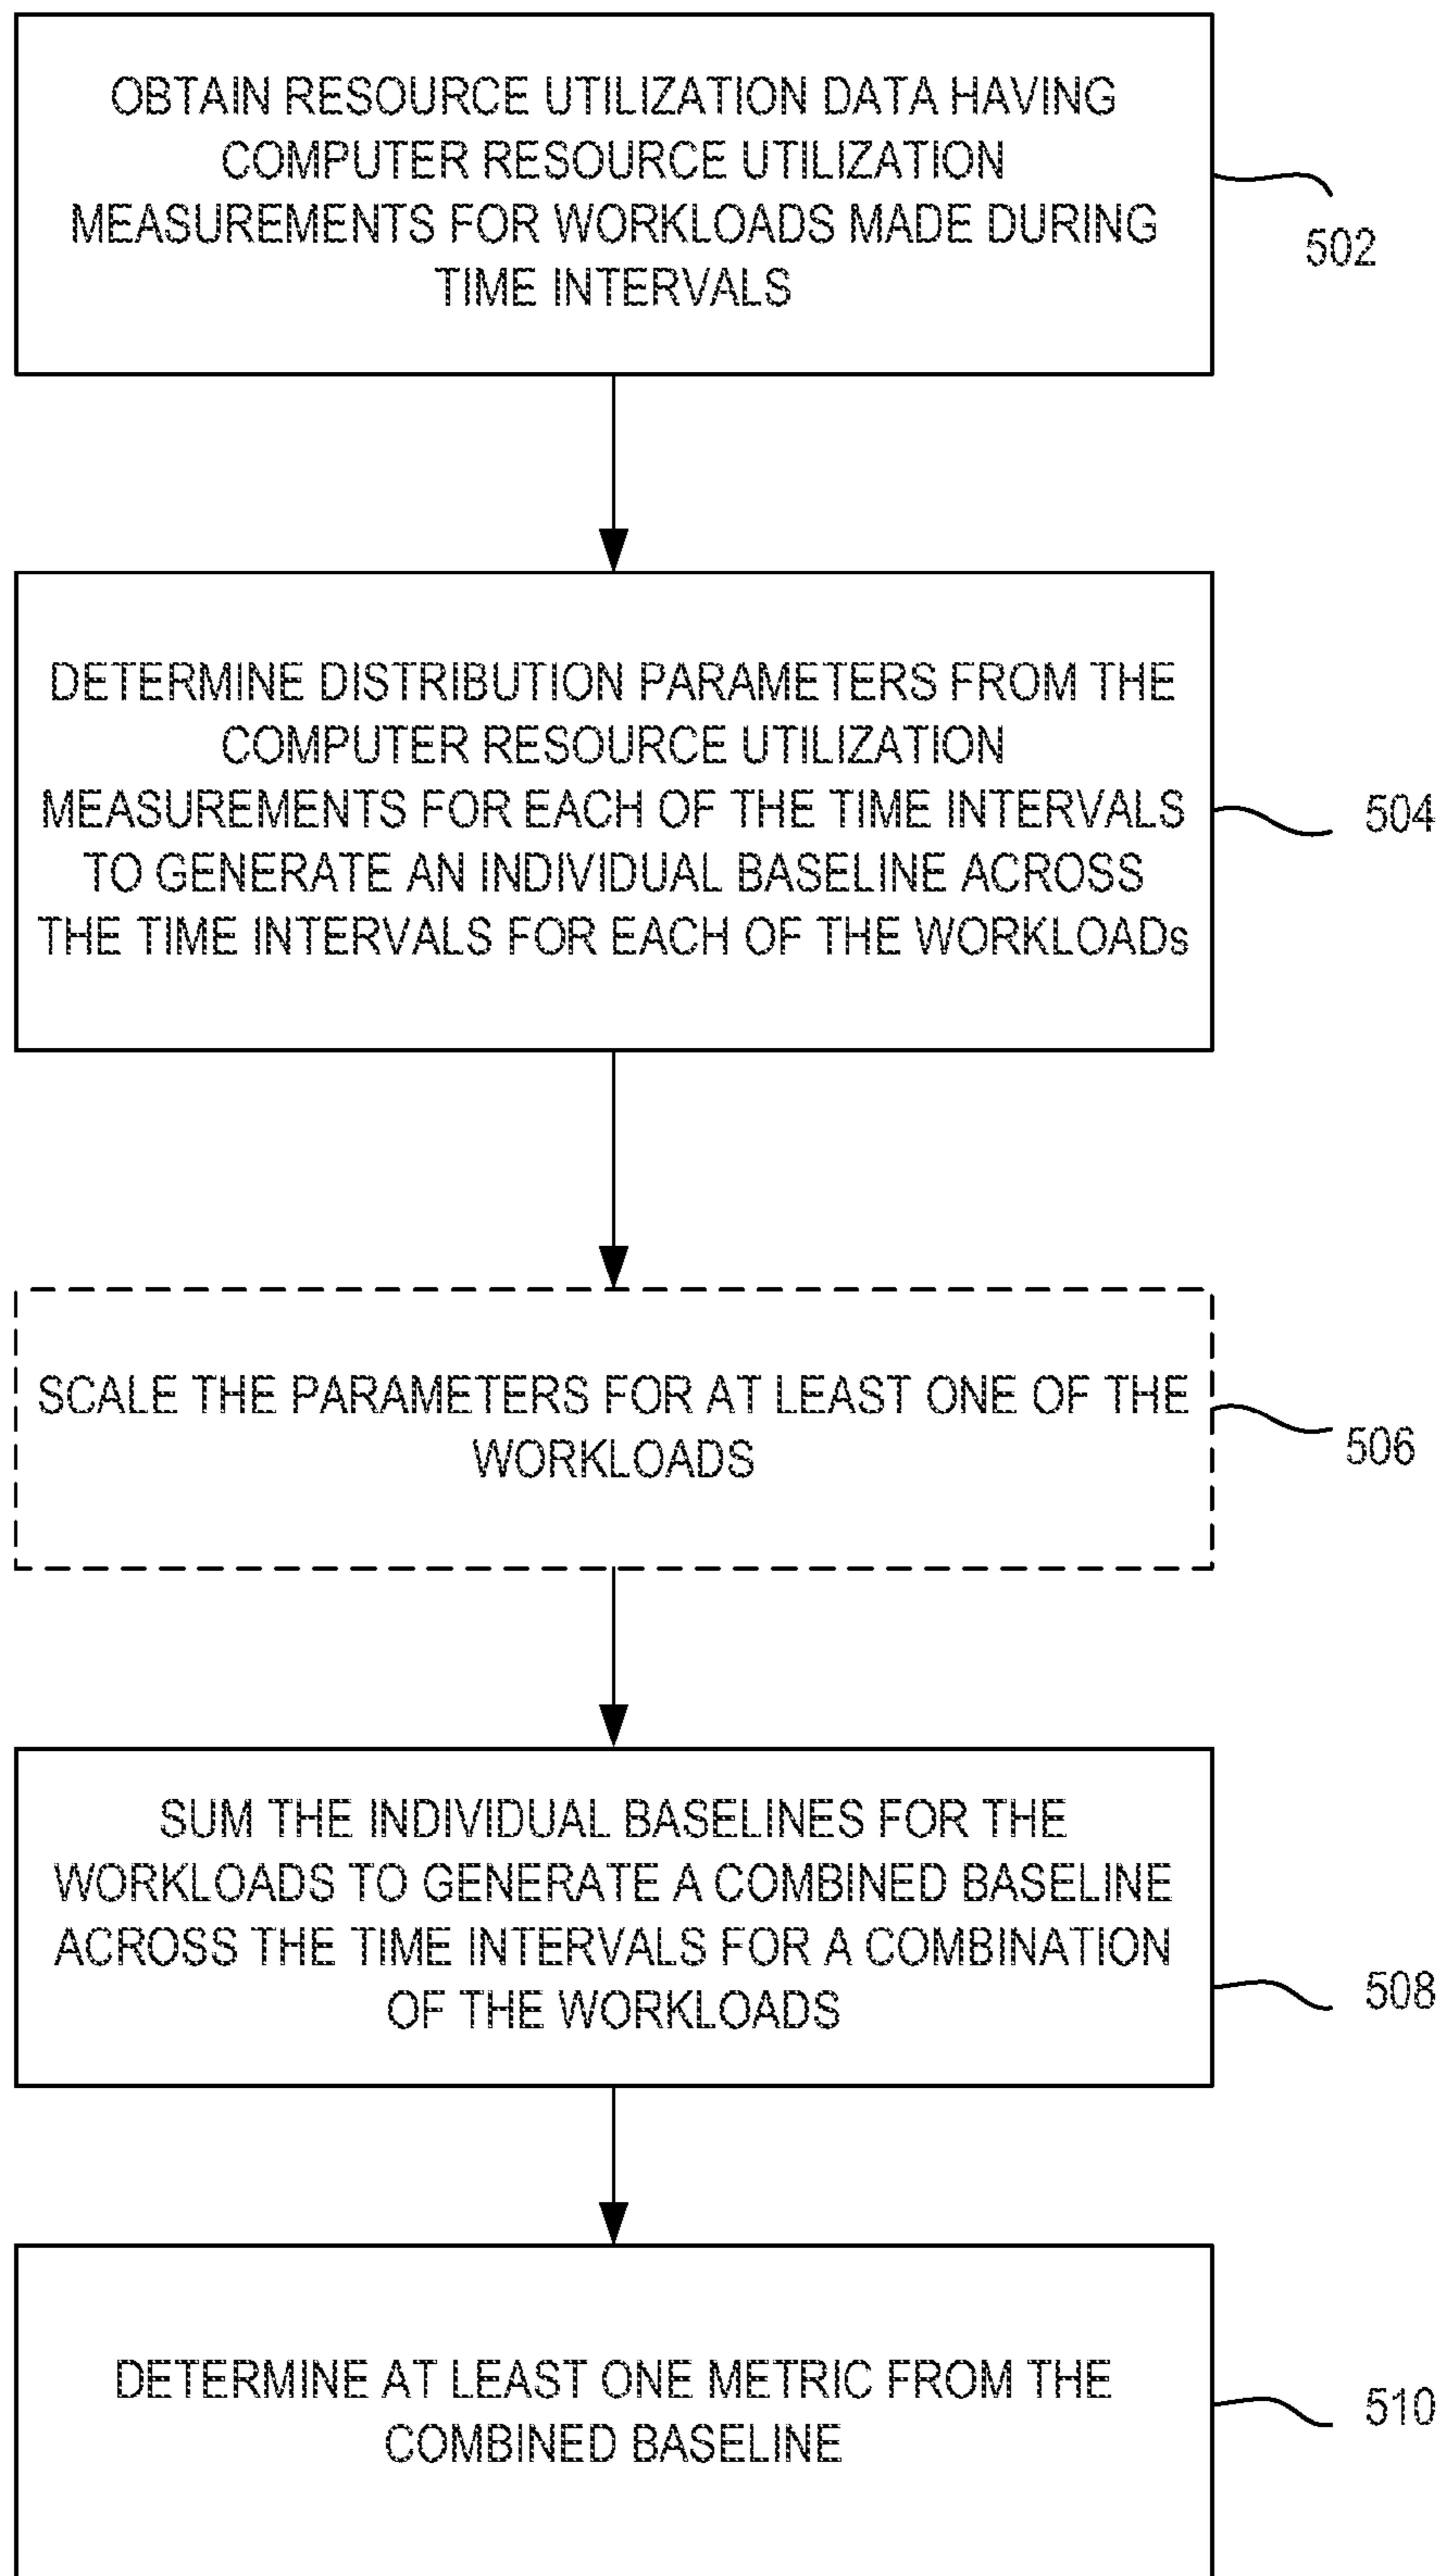 OBTAIN RESOURCE UTILIZATION DATA HAVING
COMPUTER RESOURCE UTILIZATION
MEASUREMENTS FOR WORKLOADS MADE DURING
TIME INTERVALS
502
DETERMINE DISTRIBUTION PARAMETERS FROM THE
COMPUTER RESOURCE UTILIZATION
MEASUREMENTS FOR EACH OF THE TIME INTERVALS
TO GENERATE AN INDIVIDUAL BASELINE ACROSS
THE TIME INTERVALS FOR EACH OF THE WORKLOADs
504
SCALE THE PARAMETERS FOR AT LEAST ONE OF THE
WORKLOADS
506
SUM THE INDIVIDUAL BASELINES FOR THE
WORKLOADS TO GENERATE A COMBINED BASELINE
ACROSS THE TIME INTERVALS FOR A COMBINATION
OF THE WORKLOADS
508
DETERMINE AT LEAST ONE METRIC FROM THE
COMBINED BASELINE
510